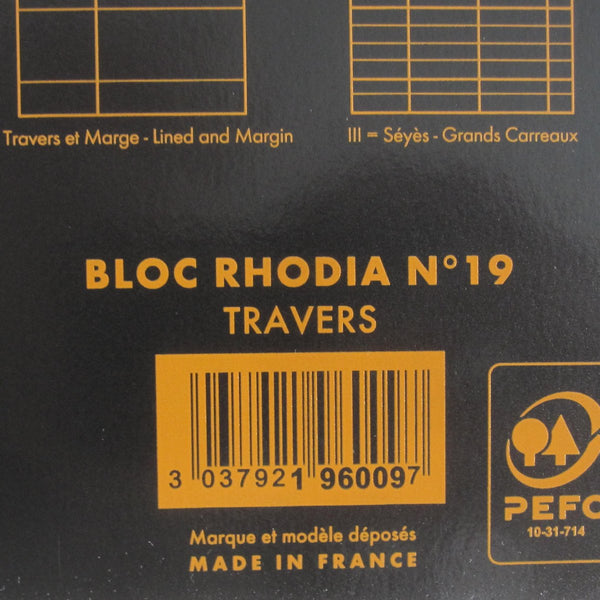 Travers et Marge - Lined and Margin
III = Séyès - Grands Carreaux
BLOC RHODIA N° 19
TRAVERS
3 037921 960097
PEFC
10-31-714
Marque et modèle déposés
MADE IN FRANCE